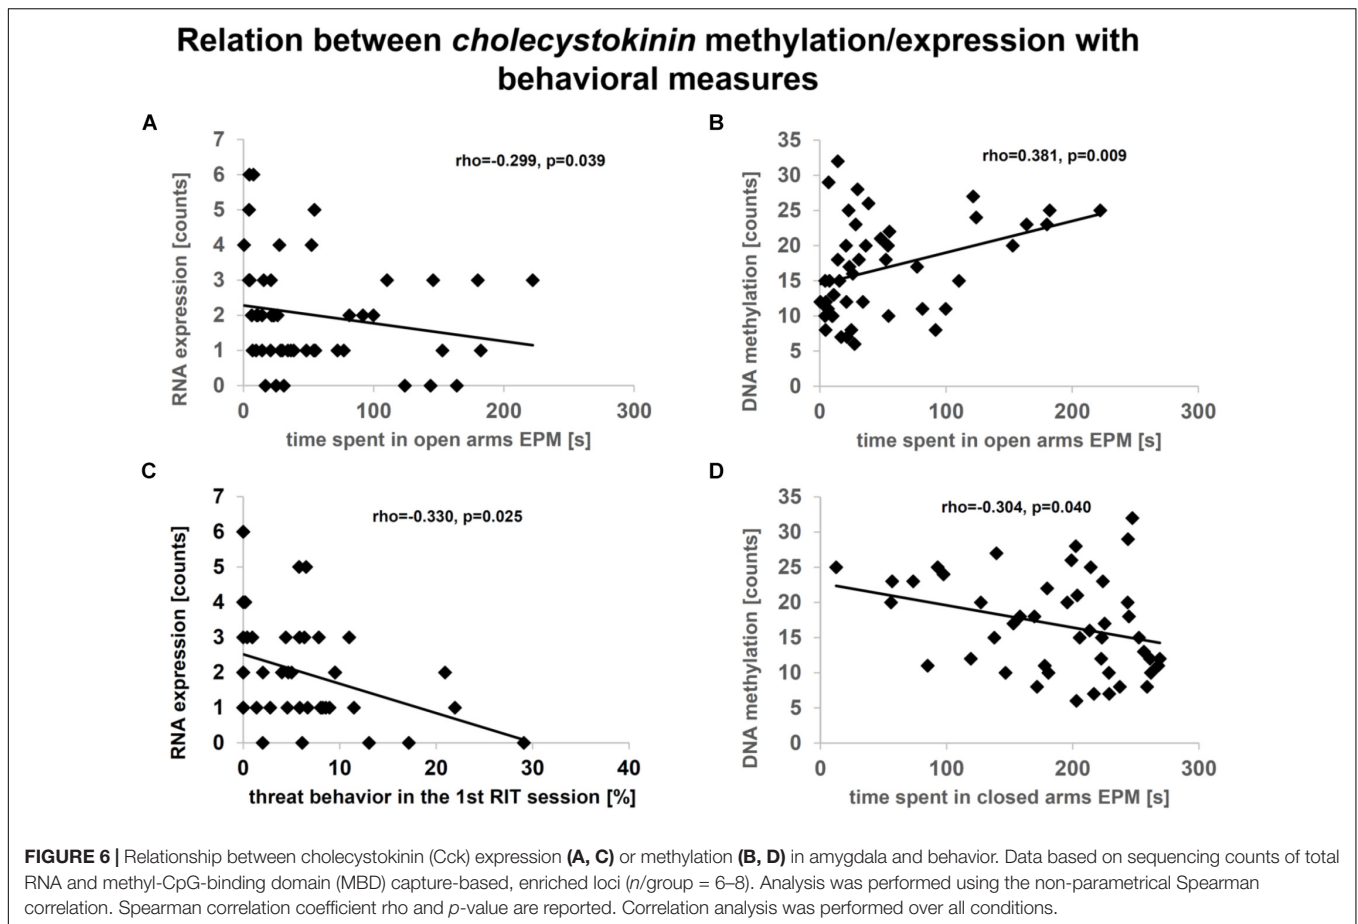 Relation between cholecystokinin methylation/expression with
behavioral measures
A
7
6
5
4
3
2
1
0
RNA expression [counts]
rho=-0.299, p=0.039
0 100 200 300
time spent in open arms EPM [s]
B
35
30
25
20
15
10
5
0
DNA methylation [counts]
rho=0.381, p=0.009
0 100 200 300
time spent in open arms EPM [s]
C
7
6
5
4
3
2
1
0
RNA expression [counts]
rho=-0.330, p=0.025
0 10 20 30 40
threat behavior in the 1st RIT session [%]
D
35
30
25
20
15
10
5
0
DNA methylation [counts]
rho=-0.304, p=0.040
0 100 200 300
time spent in closed arms EPM [s]
FIGURE 6 | Relationship between cholecystokinin (Cck) expression (A, C) or methylation (B, D) in amygdala and behavior. Data based on sequencing counts of total
RNA and methyl-CpG-binding domain (MBD) capture-based, enriched loci (n/group = 6–8). Analysis was performed using the non-parametrical Spearman
correlation. Spearman correlation coefficient rho and p-value are reported. Correlation analysis was performed over all conditions.